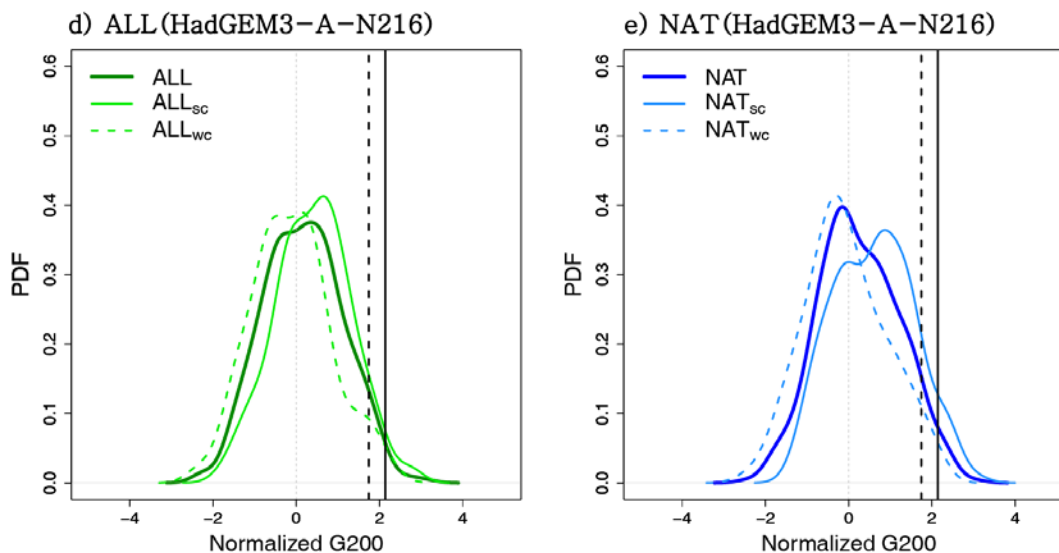 d) ALL(HadGEM3-A-N216)
ALL
ALLsc
ALLwc
PDF
0.6
0.5
0.4
0.3
0.2
0.1
0.0
−4 −2 0 2 4
Normalized G200
e) NAT(HadGEM3-A-N216)
NAT
NATsc
NATwc
PDF
0.6
0.5
0.4
0.3
0.2
0.1
0.0
−4 −2 0 2 4
Normalized G200